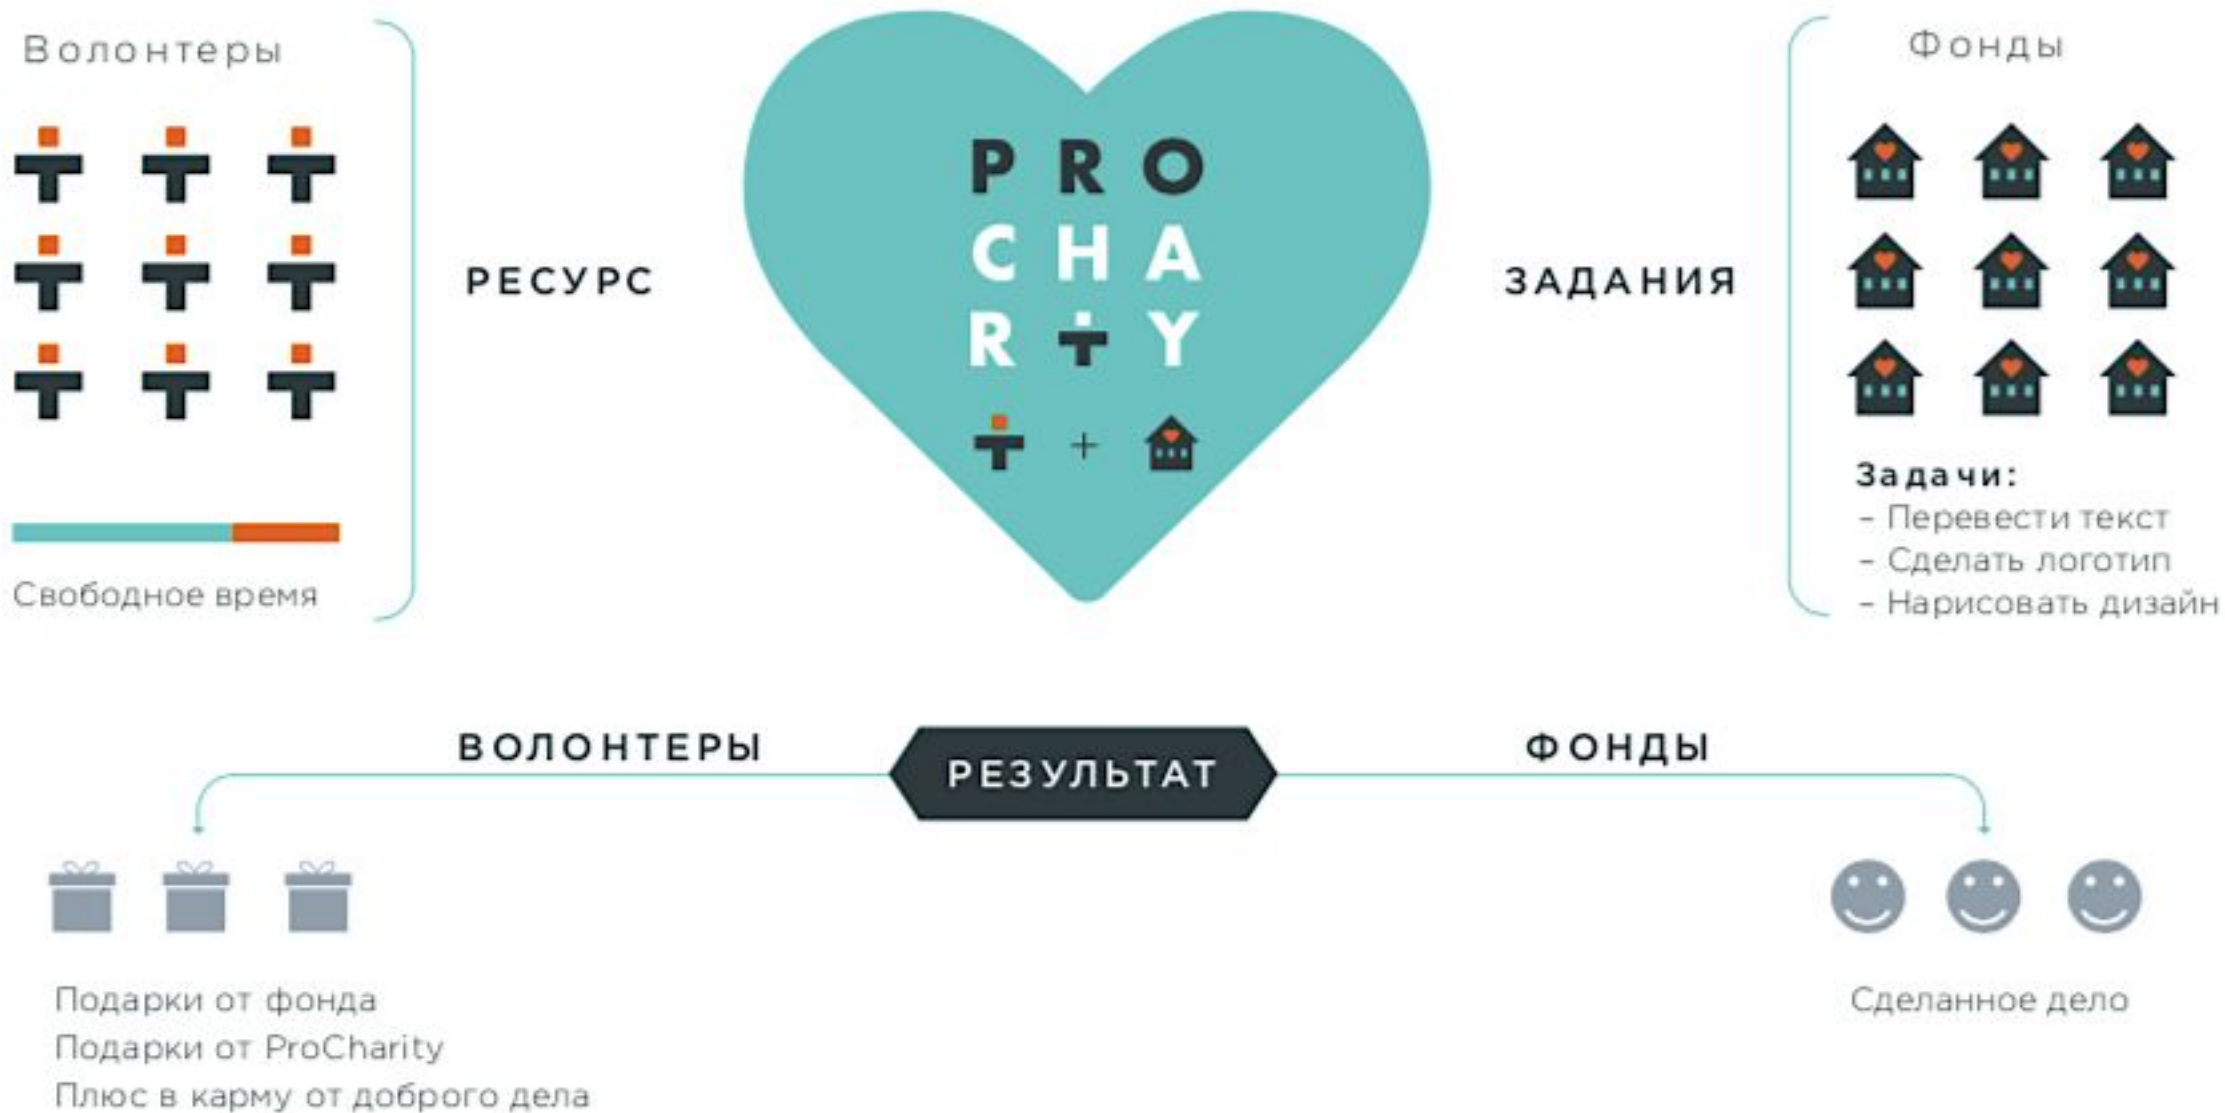 Волонтеры
Свободное время
РЕСУРС
PRO
CHA
RiY
+
ЗАДАНИЯ
Фонды
Задачи:
– Перевести текст
– Сделать логотип
– Нарисовать дизайн
ВОЛОНТЕРЫ
РЕЗУЛЬТАТ
ФОНДЫ
Подарки от фонда
Подарки от ProCharity
Плюс в карму от доброго дела
Сделанное дело